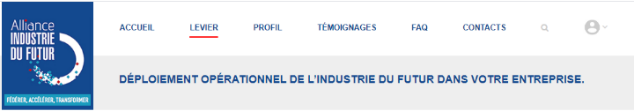 Alliance
INDUSTRIE
DU FUTUR
FÉDÉRER, ACCÉLÉRER, TRANSFORMER
ACCUEIL LEVIER PROFIL TÉMOIGNAGES FAQ CONTACTS
DÉPLOIEMENT OPÉRATIONNEL DE L'INDUSTRIE DU FUTUR DANS VOTRE ENTREPRISE.